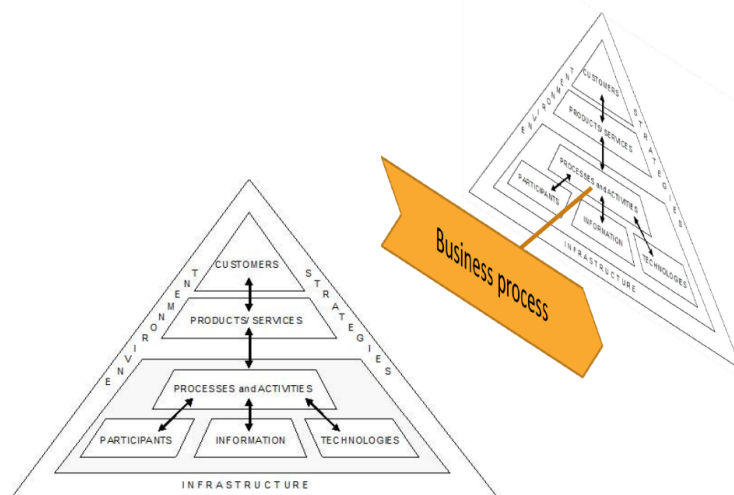 CUSTOMERS
PRODUCTS/ SERVICES
PROCESSES and ACTIVITIES
PARTICIPANTS
INFORMATION
TECHNOLOGIES
ENVIRONMENT
STRATEGIES
INFRASTRUCTURE
Business process
CUSTOMERS
PRODUCTS/ SERVICES
PROCESSES and ACTIVITIES
PARTICIPANTS
INFORMATION
TECHNOLOGIES
ENVIRONMENT
STRATEGIES
INFRASTRUCTURE